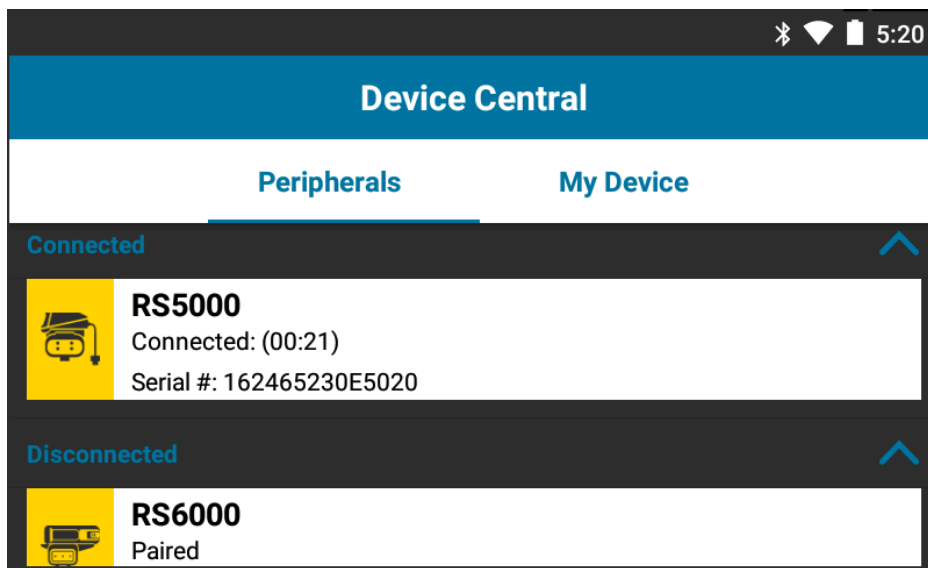 5:20
Device Central
Peripherals My Device
Connected
RS5000
Connected: (00:21)
Serial #: 162465230E5020
Disconnected
RS6000
Paired